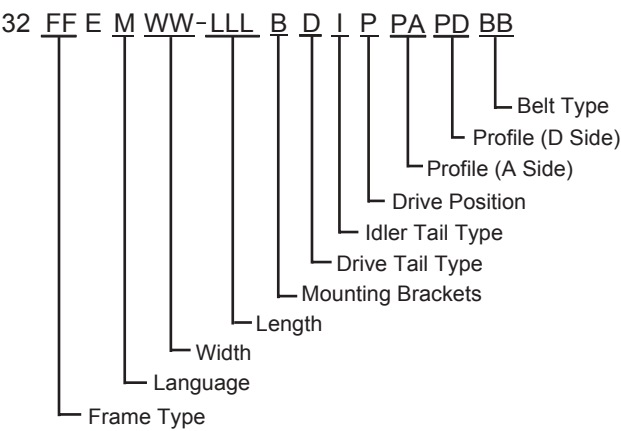 32 FF E M WW-LLL B D I P PA PD BB
Belt Type
Profile (D Side)
Profile (A Side)
Drive Position
Idler Tail Type
Drive Tail Type
Mounting Brackets
Length
Width
Language
Frame Type